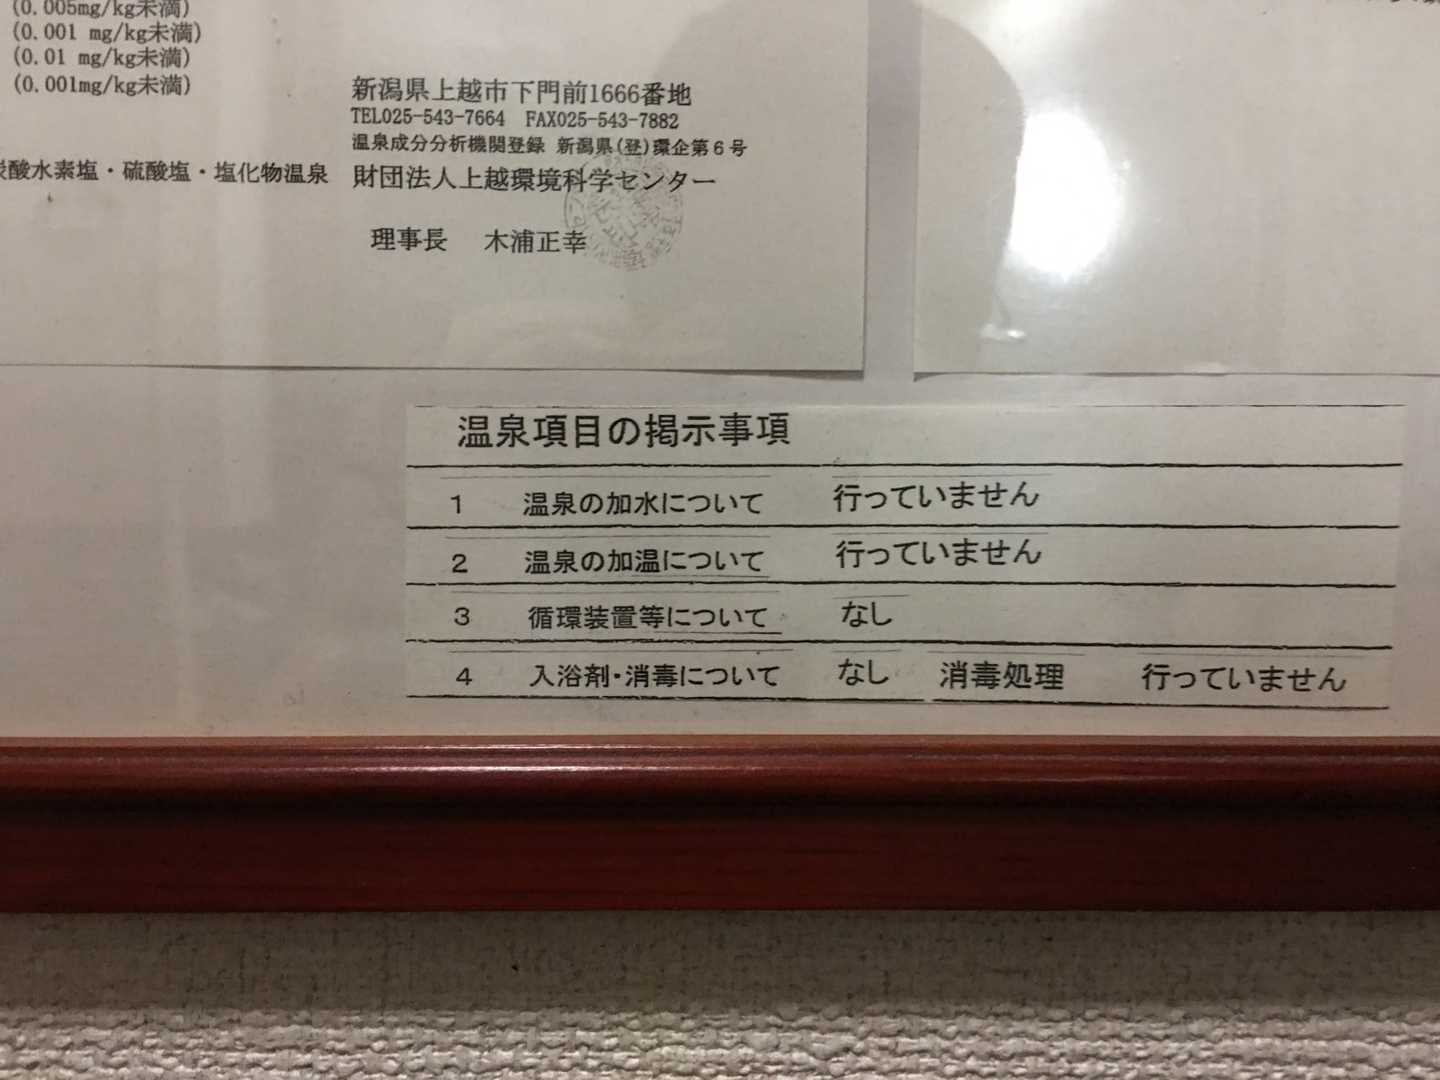 (0.005mg/kg未満)
(0.001 mg/kg未満)
(0.01 mg/kg未満)
(0.001mg/kg未満)
酸水素塩・硫酸塩・塩化物温泉
新潟県上越市下門前1666番地
TEL025-543-7664 FAX025-543-7882
温泉成分分析機関登録 新潟県(登)環企第6号
財団法人上越環境科学センター
理事長 木浦正幸
温泉項目の掲示事項
1 温泉の加水について 行っていません
2 温泉の加温について 行っていません
3 循環装置等について なし
4 入浴剤・消毒について なし 消毒処理 行っていません